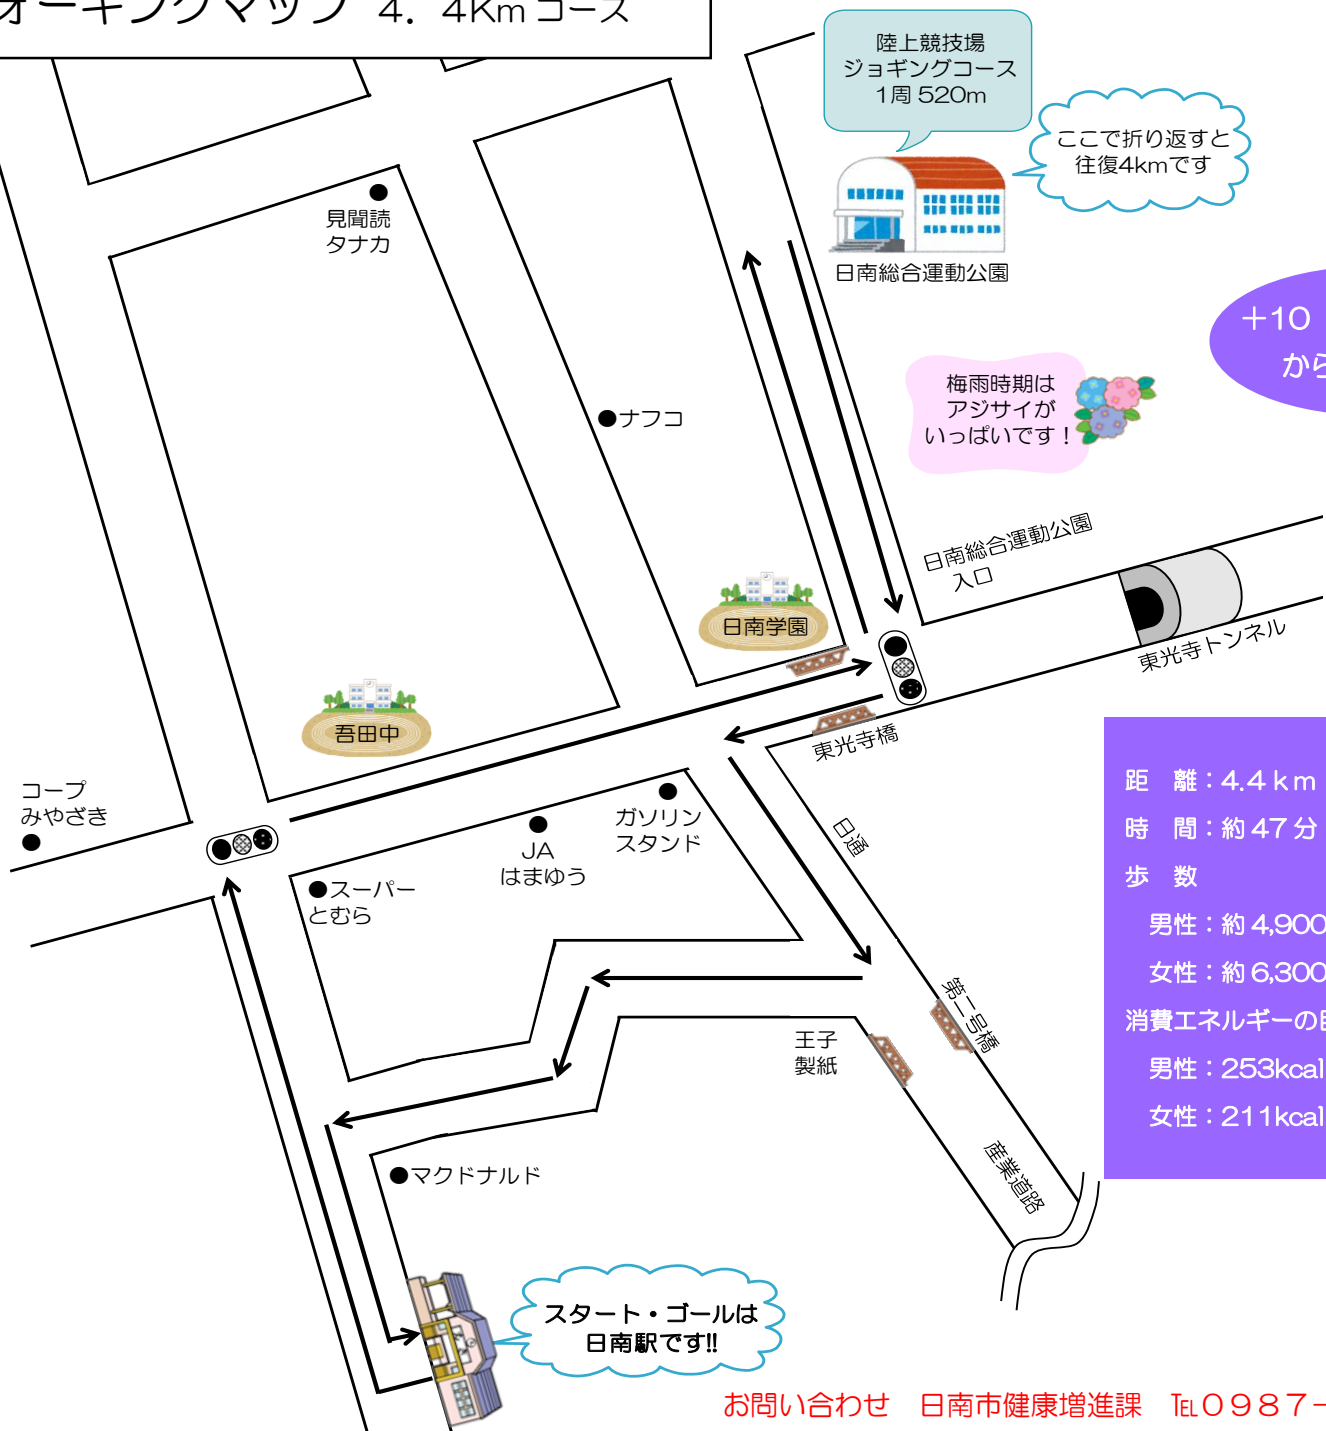 ォーキングマップ 4．4Km コース
陸上競技場
ジョギングコース
1周 520m
ここで折り返すと
往復4kmです
見聞読
タナカ
日南総合運動公園
＋10
から
梅雨時期は
アジサイが
いっぱいです！
●ナフコ
日南総合運動公園
入口
日南学園
東光寺トンネル
吾田中
東光寺橋
コープ
みやざき
ガソリン
スタンド
日通
JA
はまゆう
●スーパー
とむら
距　離：4.4ｋｍ
時　間：約 47 分
歩　数
男性：約 4,900
女性：約 6,300
消費エネルギーの
男性：253kcal
女性：211kcal
第二号橋
王子
製紙
産業道路
●マクドナルド
スタート・ゴールは
日南駅です!!
お問い合わせ　日南市健康増進課　℡０９８７－